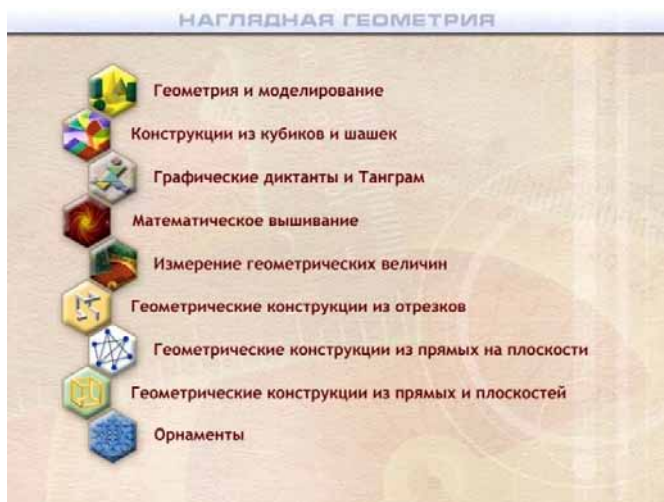 НАГЛЯДНАЯ ГЕОМЕТРИЯ
Геометрия и моделирование
Конструкции из кубиков и шашек
Графические диктанты и Танграм
Математическое вышивание
Измерение геометрических величин
Геометрические конструкции из отрезков
Геометрические конструкции из прямых на плоскости
Геометрические конструкции из прямых и плоскостей
Орнаменты